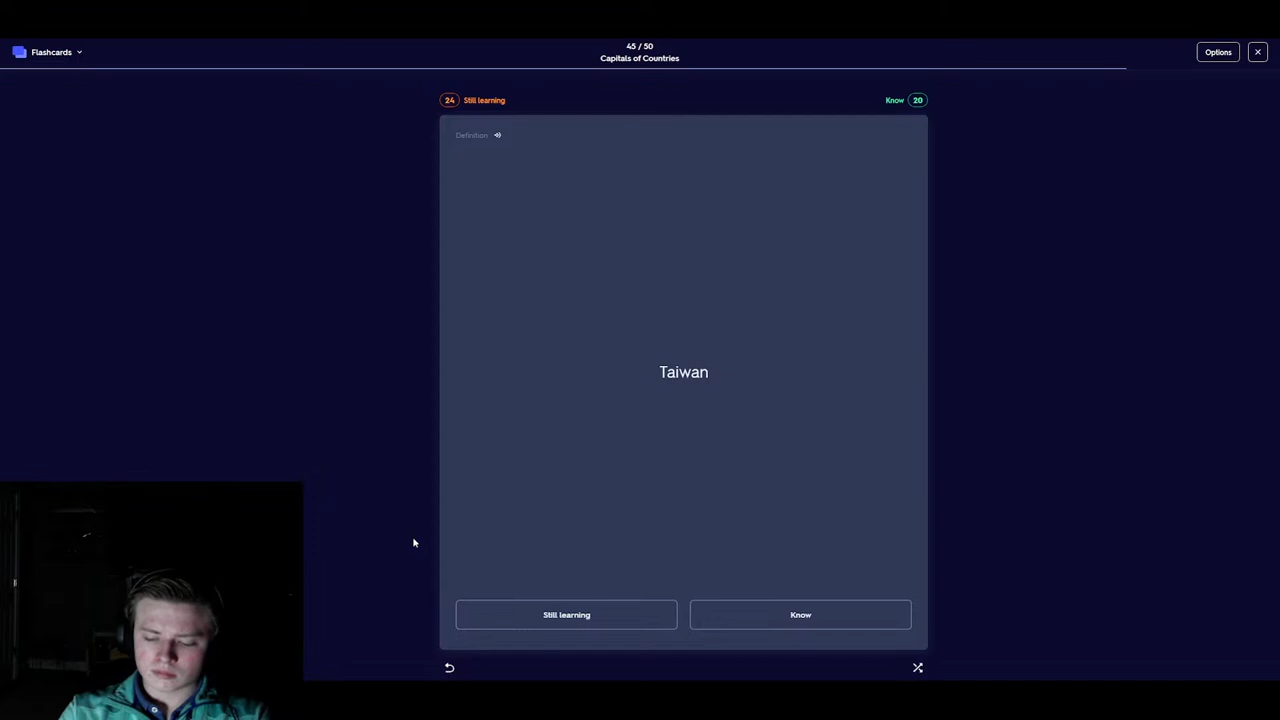 Flashcards
45 / 50
Capitals of Countries
Options
24 Still learning
Know 20
Definition
Taiwan
Still learning
Know